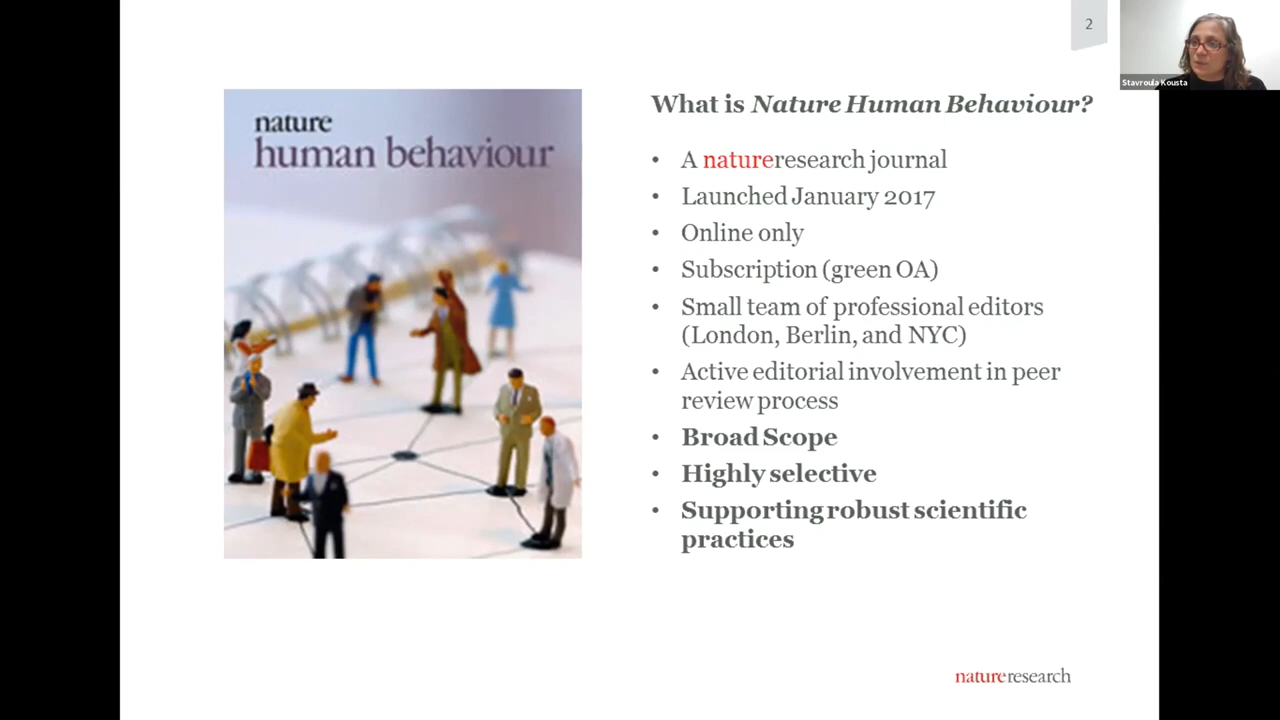 2
Stavroula Kousta
nature
human behaviour
What is Nature Human Behaviour?
• A natureresearch journal
• Launched January 2017
• Online only
• Subscription (green OA)
• Small team of professional editors
(London, Berlin, and NYC)
• Active editorial involvement in peer
review process
• Broad Scope
• Highly selective
• Supporting robust scientific
practices
natureresearch